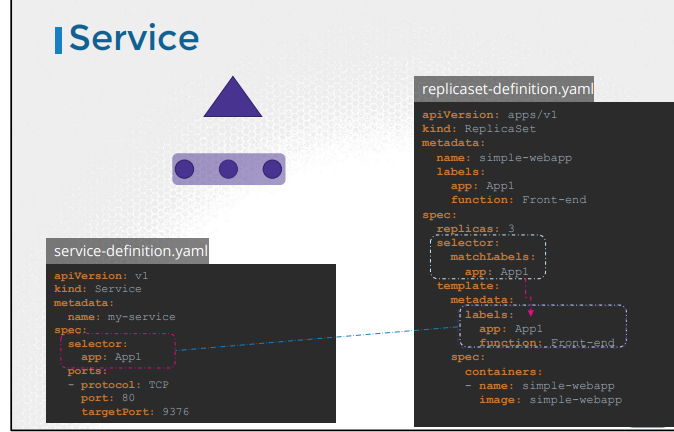 Service
replicaset-definition.yaml
apiVersion: apps/v1
kind: ReplicaSet
metadata:
  name: simple-webapp
  labels:
    app: App1
    function: Front-end
spec:
  replicas: 3
  selector:
    matchLabels:
      app: App1
  template:
    metadata:
      labels:
        app: App1
        function: Front-end
    spec:
      containers:
      - name: simple-webapp
        image: simple-webapp
service-definition.yaml
apiVersion: v1
kind: Service
metadata:
  name: my-service
spec:
  selector:
    app: App1
  ports:
  - protocol: TCP
    port: 80
    targetPort: 9376